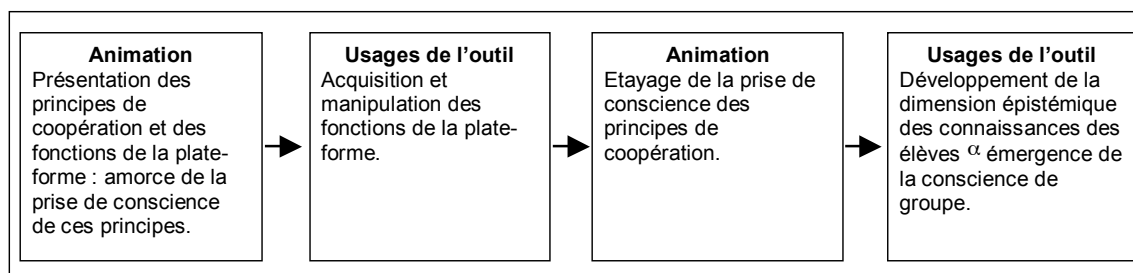 Animation
Présentation des
principes de
coopération et des
fonctions de la plate-
forme : amorce de la
prise de conscience
de ces principes.
Usages de l’outil
Acquisition et
manipulation des
fonctions de la plate-
forme.
Animation
Etayage de la prise de
conscience des
principes de
coopération.
Usages de l’outil
Développement de la
dimension épistémique
des connaissances des
élèves α émergence de
la conscience de
groupe.